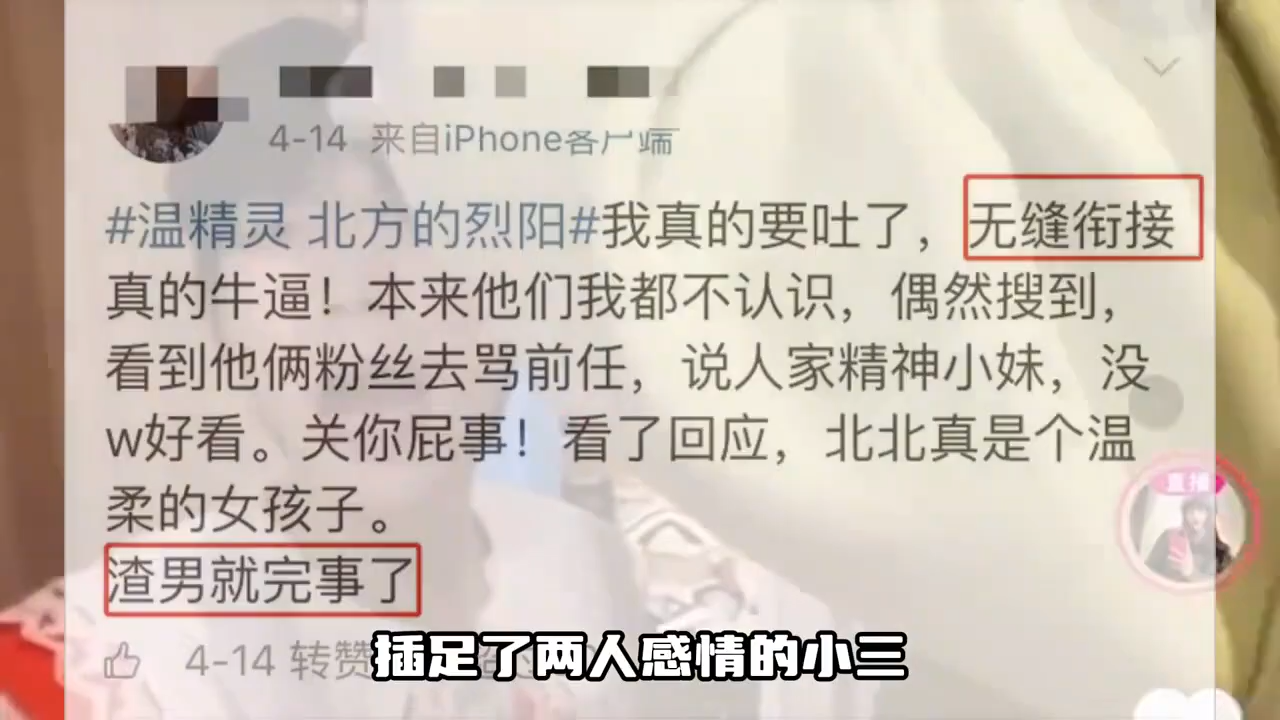 4-14 来自iPhone客户端
#温精灵 北方的烈阳#我真的要吐了，无缝衔接
真的牛逼！本来他们我都不认识，偶然搜到，
看到他俩粉丝去骂前任，说人家精神小妹，没
w好看。关你屁事！看了回应，北北真是个温
柔的女孩子。
渣男就完事了
直播
4-14 转赞
插足了两人感情的小三